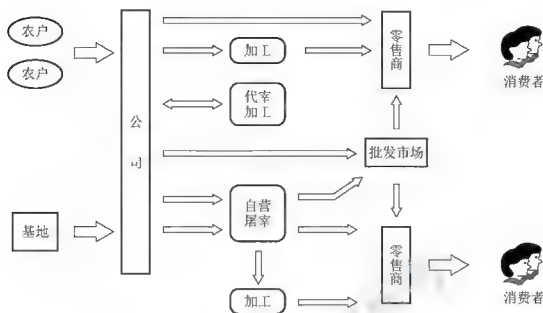 农户
农户
基地
公司
加工
代宰
加工
自营
屠宰
加工
零售商
批发市场
零售商
消费者
消费者